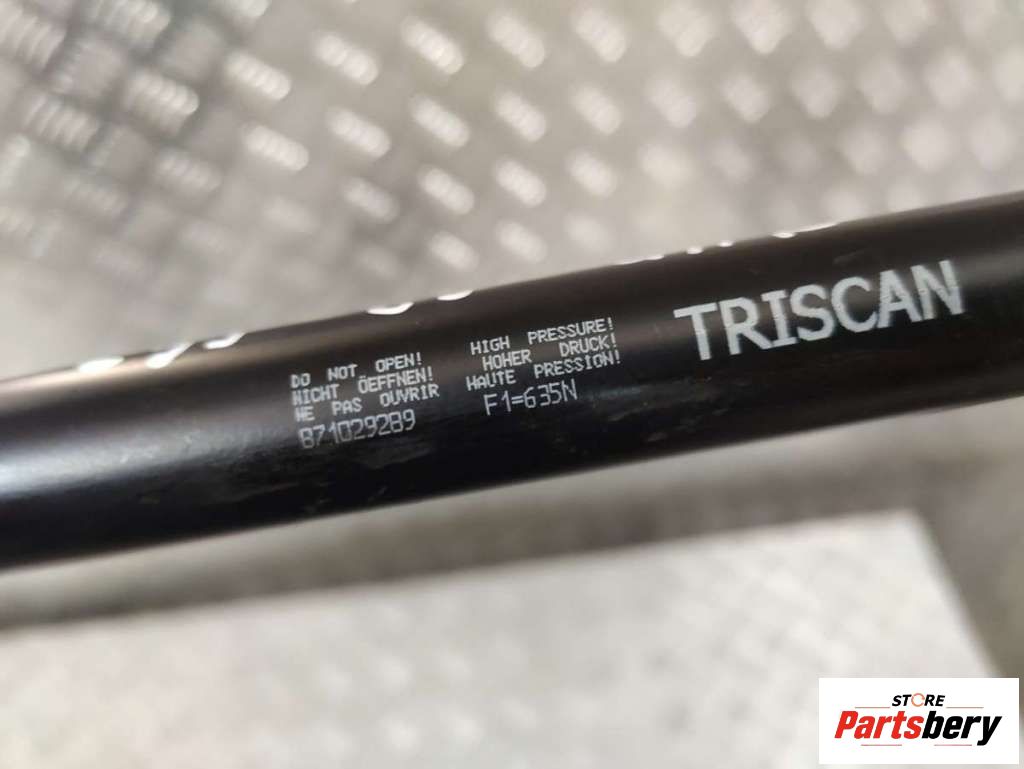 DO NOT OPEN!
NICHT ÖEFFNEN!
NE PAS OUVRIR
871029289
HIGH PRESSURE!
HOHER DRUCK!
HAUTE PRESSION!
F1=635N
TRISCAN
STORE
Partsbery